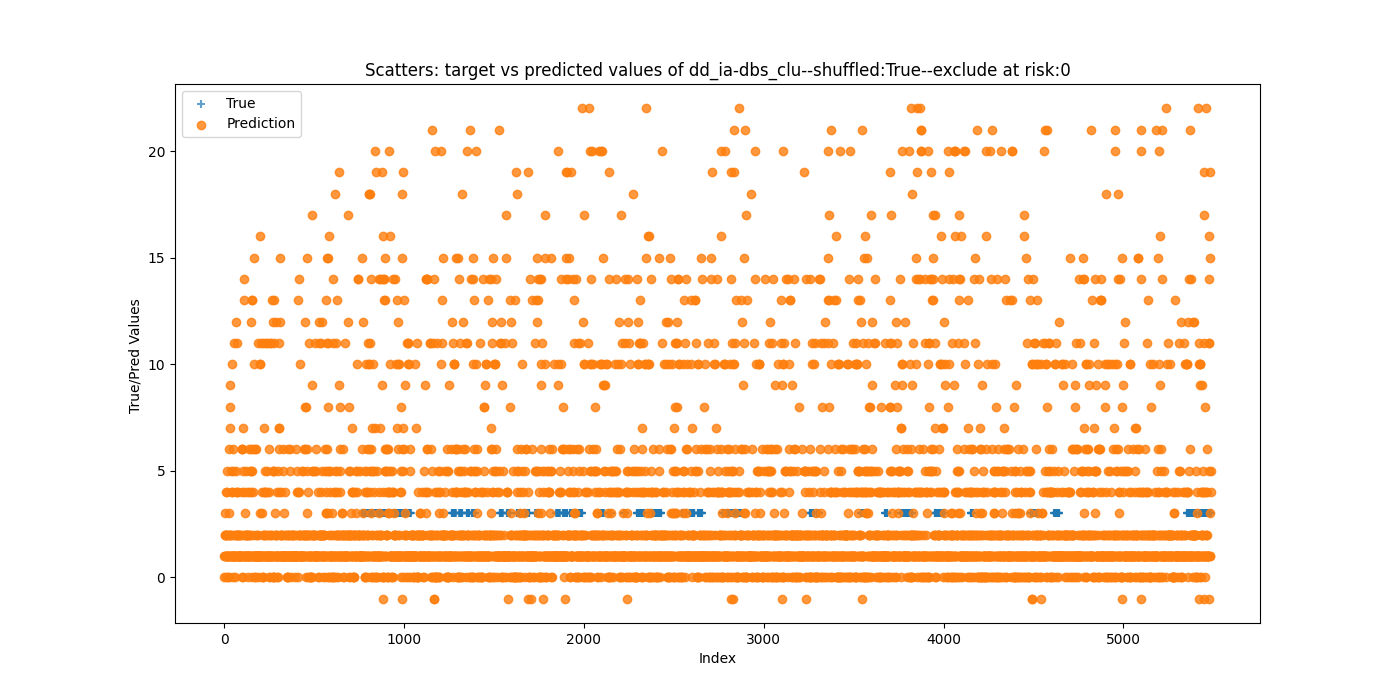 Scatters: target vs predicted values of dd_ia-dbs_clu--shuffled:True--exclude at risk:0
True
Prediction
True/Pred Values
20
15
10
5
0
0 1000 2000 3000 4000 5000
Index